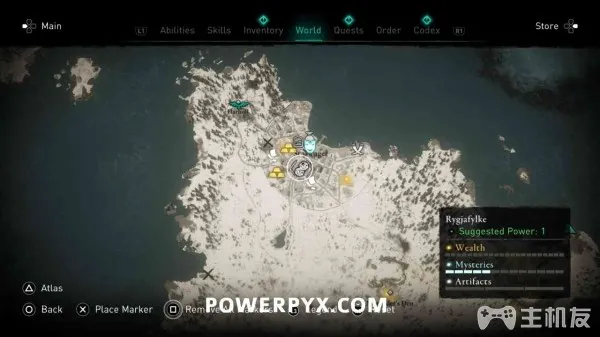 Main
L1
Abilities
Skills
Inventory
World
Quests
Order
Codex
R1
Store
Rygjafylke
Suggested Power: 1
Wealth
Mysteries
Artifacts
Atlas
Back
Place Marker
POWERPYX.COM
主机友